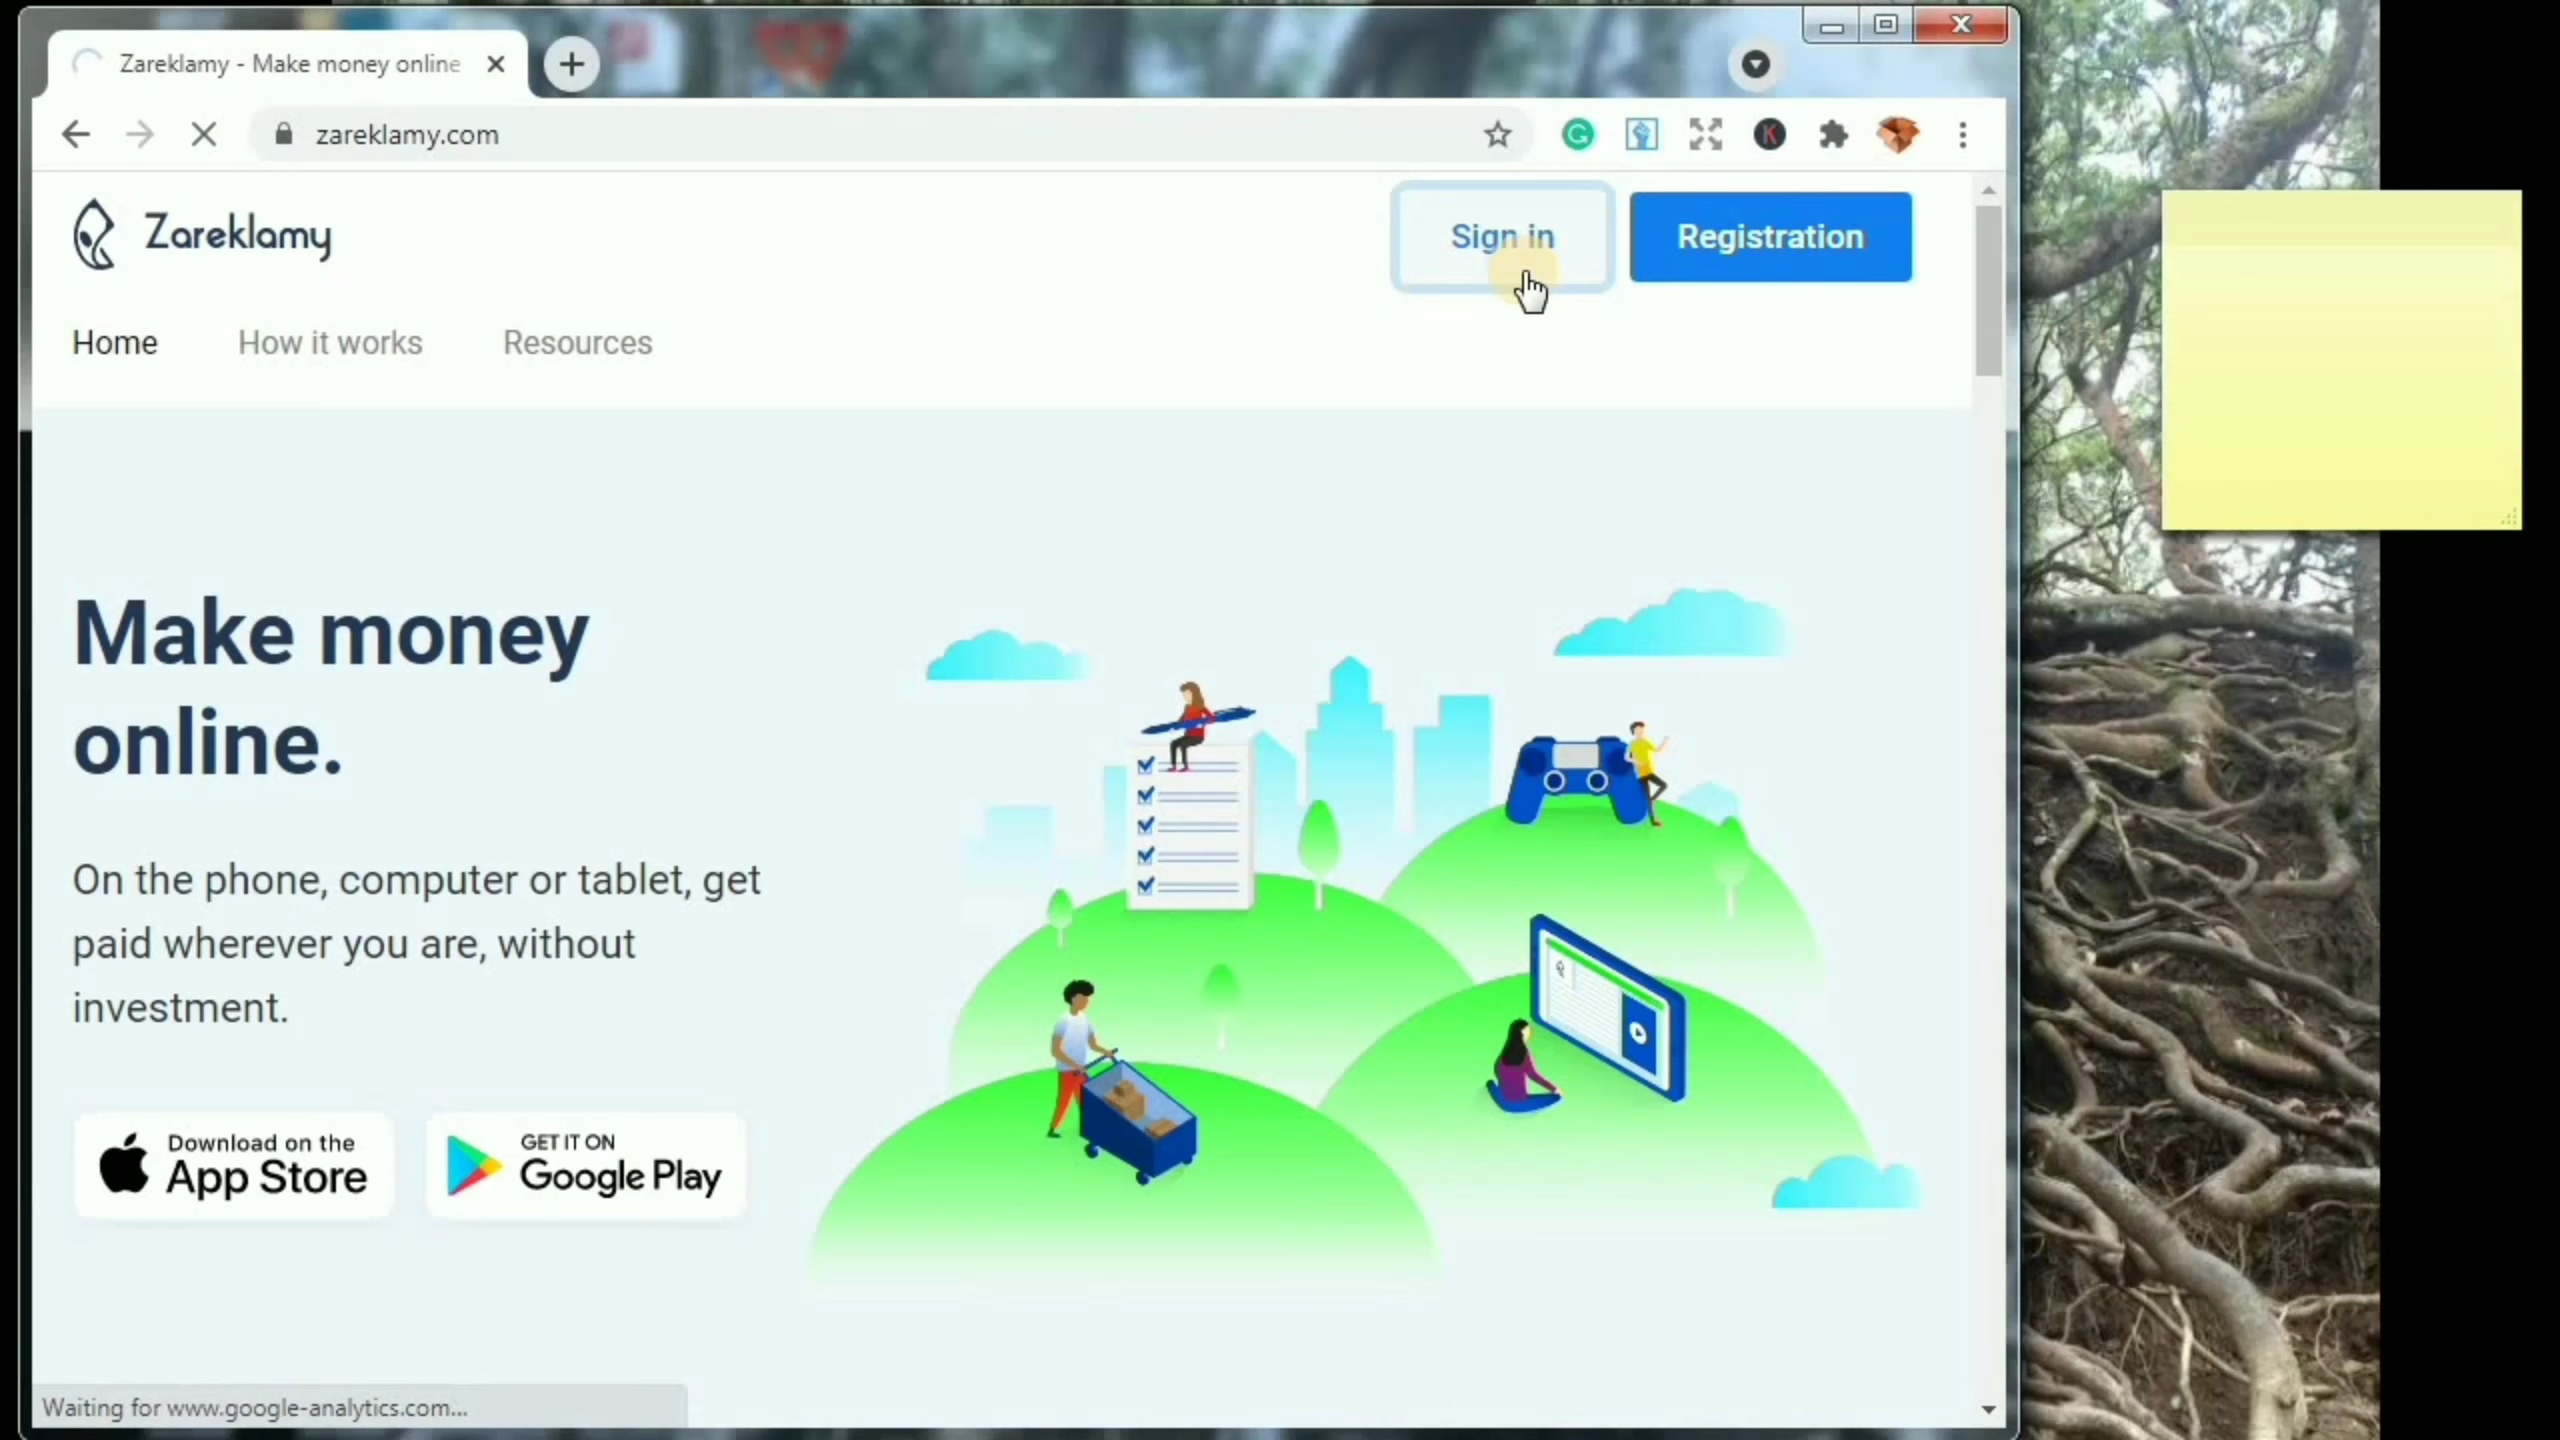 Zareklamy - Make money online
zareklamy.com
Zareklamy
Sign in
Registration
Home
How it works
Resources
Make money
online.
On the phone, computer or tablet, get
paid wherever you are, without
investment.
Download on the
App Store
GET IT ON
Google Play
Waiting for www.google-analytics.com...